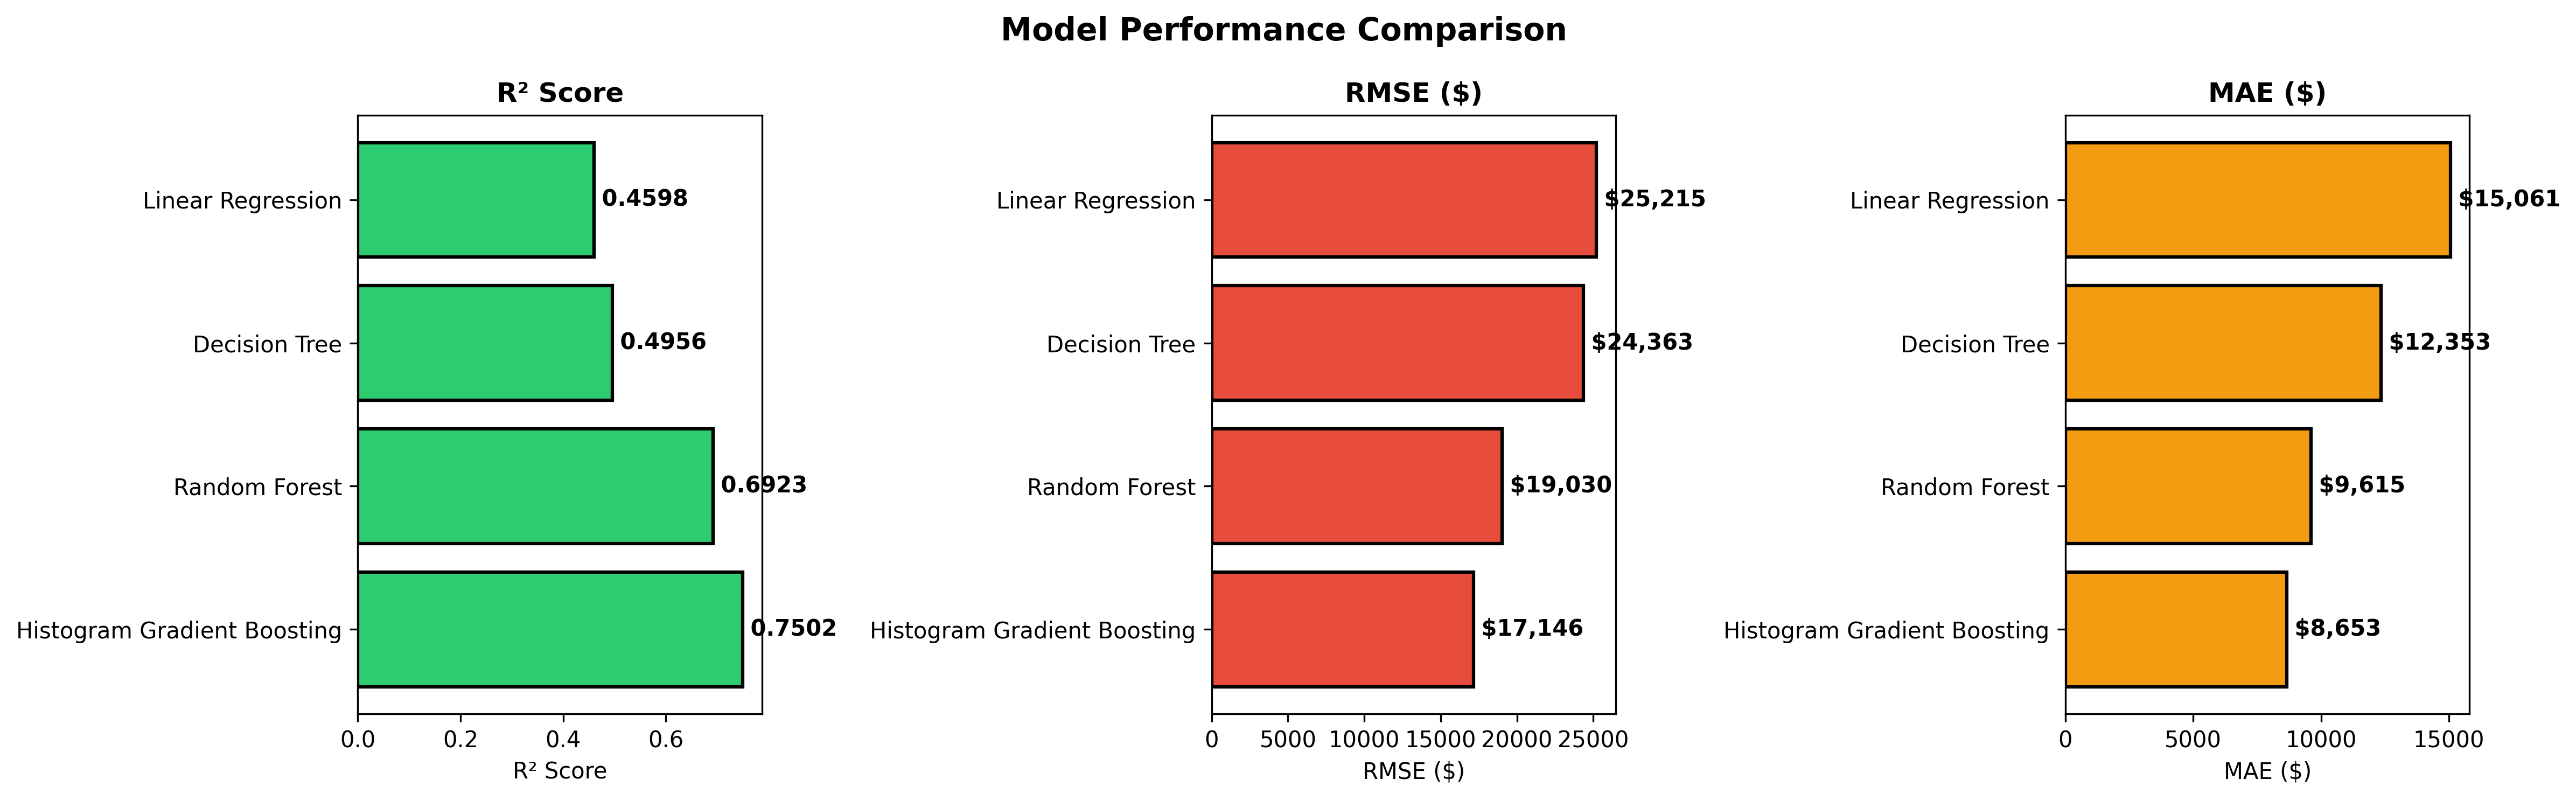 Model Performance Comparison
R² Score
Linear Regression
0.4598
Decision Tree
0.4956
Random Forest
0.6923
Histogram Gradient Boosting
0.7502
0.0 0.2 0.4 0.6
R² Score
RMSE ($)
Linear Regression
$25,215
Decision Tree
$24,363
Random Forest
$19,030
Histogram Gradient Boosting
$17,146
0 5000 10000 15000 20000 25000
RMSE ($)
MAE ($)
Linear Regression
$15,061
Decision Tree
$12,353
Random Forest
$9,615
Histogram Gradient Boosting
$8,653
0 5000 10000 15000
MAE ($)